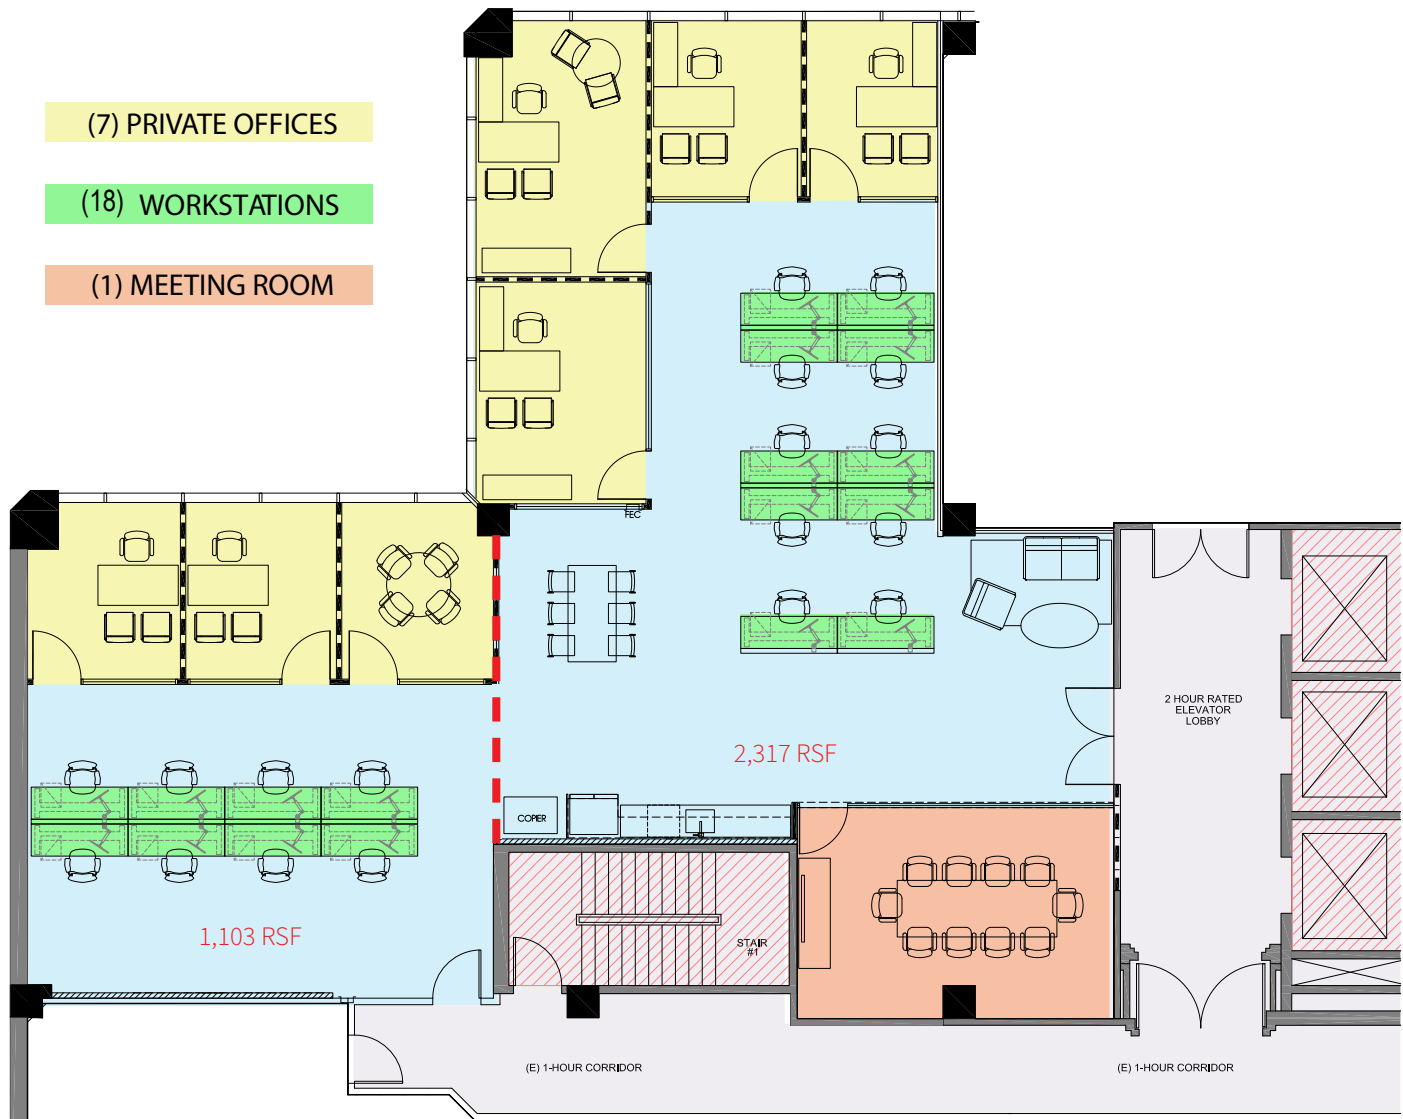 (7) PRIVATE OFFICES
(18) WORKSTATIONS
(1) MEETING ROOM
FEC
2 HOUR RATED
ELEVATOR
LOBBY
2,317 RSF
COPIER
1,103 RSF
STAIR
#1
(E) 1-HOUR CORRIDOR
(E) 1-HOUR CORRIDOR